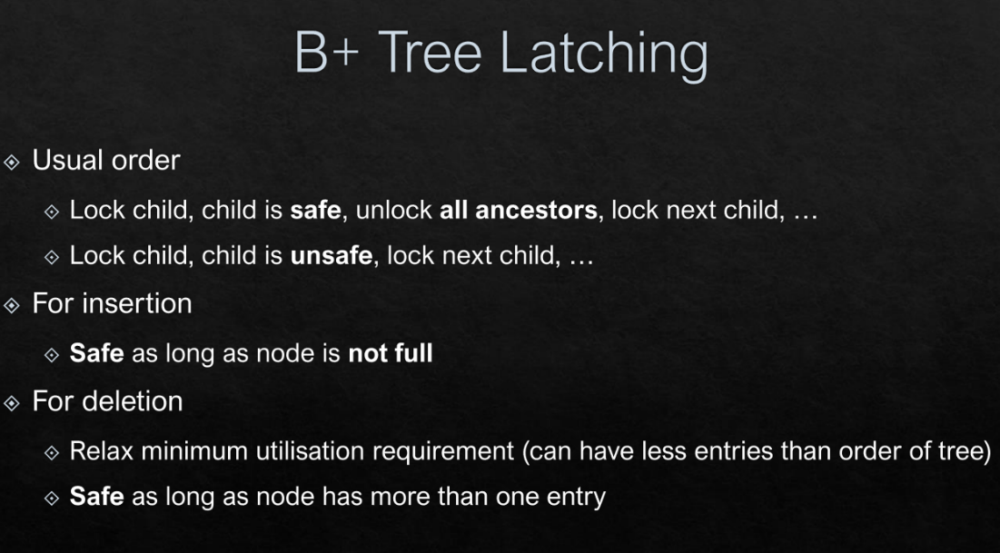 B+ Tree Latching
Usual order
Lock child, child is safe, unlock all ancestors, lock next child, …
Lock child, child is unsafe, lock next child, …
For insertion
Safe as long as node is not full
For deletion
Relax minimum utilisation requirement (can have less entries than order of tree)
Safe as long as node has more than one entry